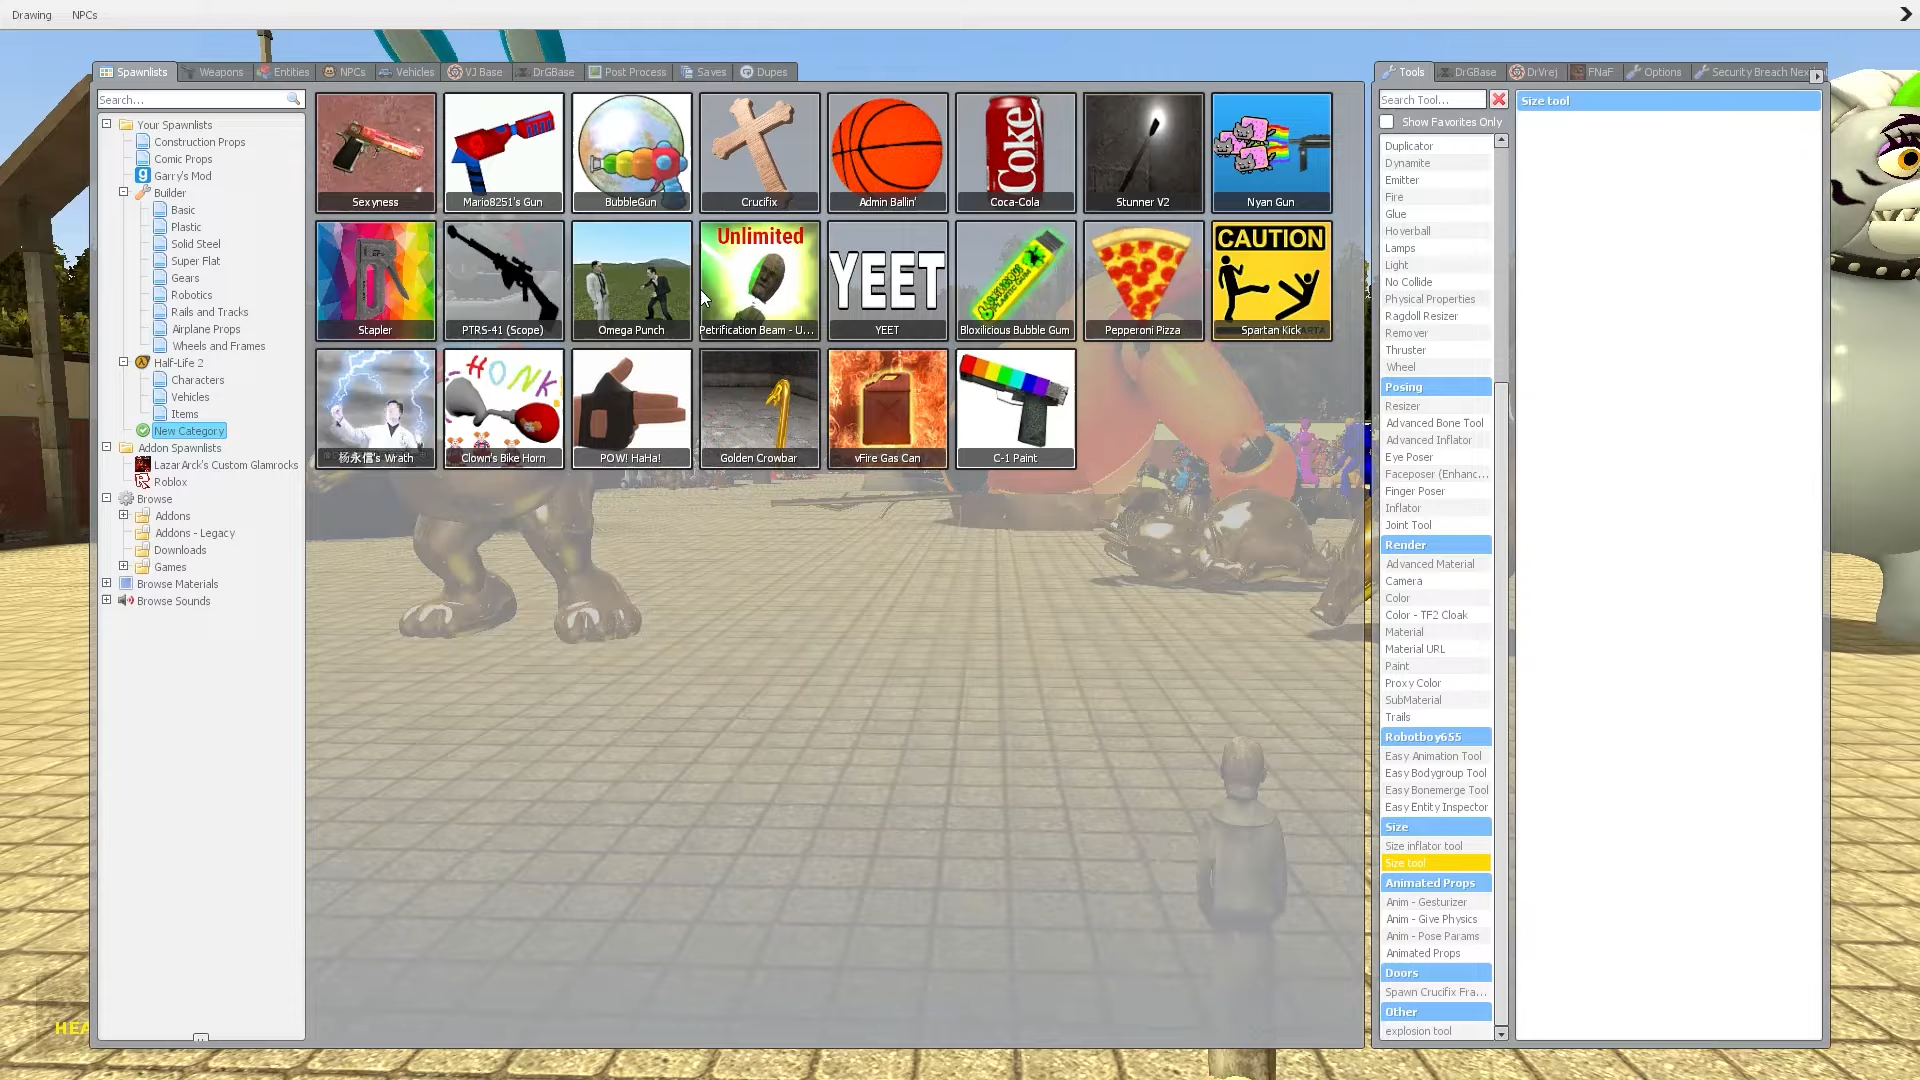 Drawing NPCs
Spawnlists Weapons Entities NPCs Vehicles VJ Base DrGBase Post Process Saves Dupes
Search...
Your Spawnlists
Construction Props
Comic Props
Garry's Mod
Builder
Basic
Plastic
Solid Steel
Super Flat
Gears
Robotics
Rails and Tracks
Airplane Props
Wheels and Frames
Half-Life 2
Characters
Vehicles
Items
New Category
Addon Spawnlists
LazarArck's Custom Glamrocks
Roblox
Browse
Addons
Addons - Legacy
Downloads
Games
Browse Materials
Browse Sounds
HEA
Sexyness
Mario8251's Gun
BubbleGun
Crucifix
Admin Ballin'
Coke
Coca-Cola
Stunner V2
Nyan Gun
Stapler
PTRS-41 (Scope)
Omega Punch
Unlimited
Petrification Beam - U...
YEET
YEET
Bloxilicious Bubble Gum
Pepperoni Pizza
CAUTION
Spartan Kick
杨永信's Wrath
HONK
Clown's Bike Horn
POW! HaHa!
Golden Crowbar
vFire Gas Can
C-1 Paint
Tools DrGBase DrVrej FNaF Options Security Breach Nex
Search Tool...
Show Favorites Only
Duplicator
Dynamite
Emitter
Fire
Glue
Hoverball
Lamps
Light
No Collide
Physical Properties
Ragdoll Resizer
Remover
Thruster
Wheel
Posing
Resizer
Advanced Bone Tool
Advanced Inflator
Eye Poser
Faceposer (Enhanc...
Finger Poser
Inflator
Joint Tool
Render
Advanced Material
Camera
Color
Color - TF2 Cloak
Material
Material URL
Paint
Proxy Color
SubMaterial
Trails
Robotboy655
Easy Animation Tool
Easy Bodygroup Tool
Easy Bonemerge Tool
Easy Entity Inspector
Size
Size inflator tool
Size tool
Animated Props
Anim - Gesturizer
Anim - Give Physics
Anim - Pose Params
Animated Props
Doors
Spawn Crucifix Fra...
Other
explosion tool
Size tool